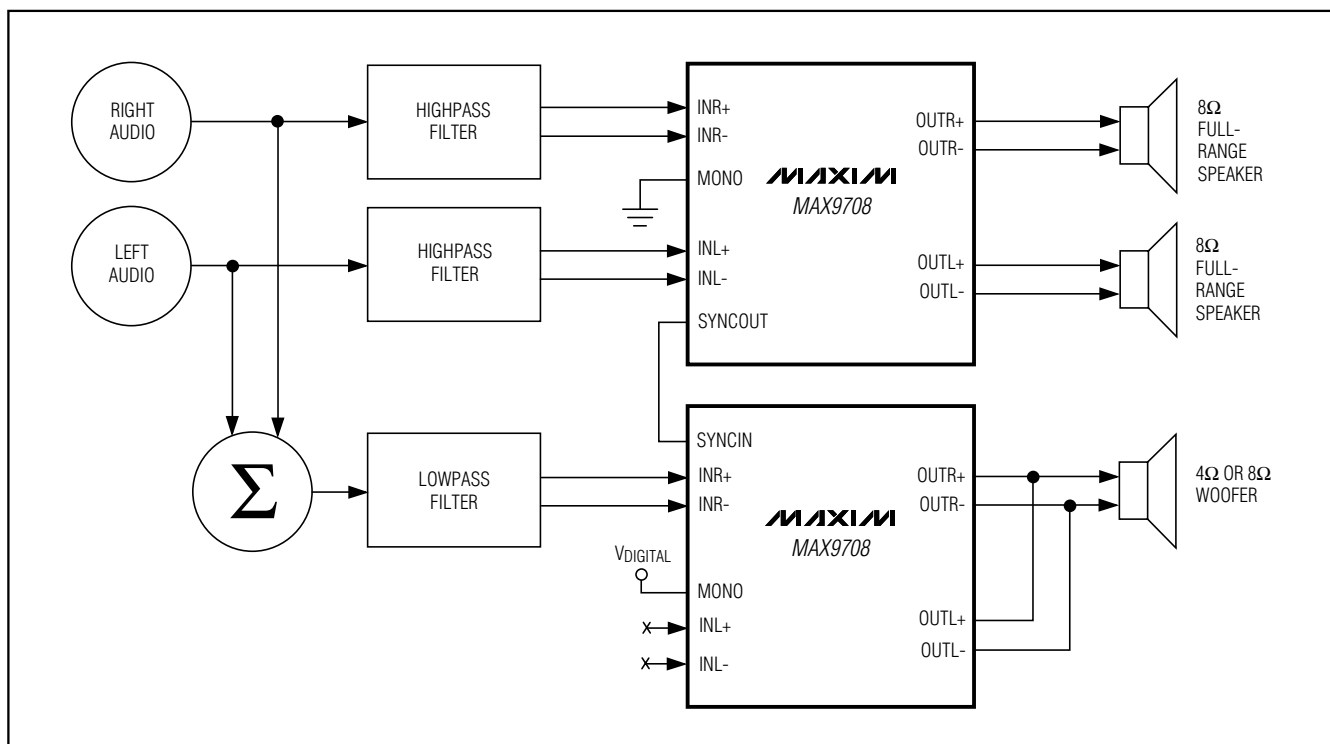 RIGHT
AUDIO
HIGHPASS
FILTER
INR+
INR-
MONO
MAXIM
MAX9708
OUTR+
OUTR-
8Ω
FULL-
RANGE
SPEAKER
LEFT
AUDIO
HIGHPASS
FILTER
INL+
INL-
SYNCOUT
OUTL+
OUTL-
8Ω
FULL-
RANGE
SPEAKER
Σ
LOWPASS
FILTER
SYNCIN
INR+
INR-
VDIGITAL
MONO
INL+
INL-
MAXIM
MAX9708
OUTR+
OUTR-
OUTL+
OUTL-
4Ω OR 8Ω
WOOFER